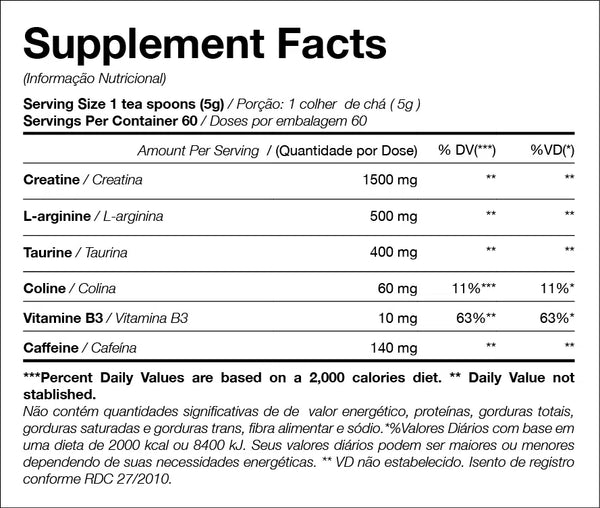 Supplement Facts
(Informação Nutricional)
Serving Size 1 tea spoons (5g) / Porção: 1 colher de chá ( 5g )
Servings Per Container 60 / Doses por embalagem 60
Amount Per Serving / (Quantidade por Dose) % DV(***) %VD(*)
Creatine / Creatina 1500 mg ** **
L-arginine / L-arginina 500 mg ** **
Taurine / Taurina 400 mg ** **
Coline / Colina 60 mg 11%*** 11%*
Vitamine B3 / Vitamina B3 10 mg 63%** 63%*
Caffeine / Cafeína 140 mg ** **
***Percent Daily Values are based on a 2,000 calories diet. ** Daily Value not
stablished.
Não contém quantidades significativas de de valor energético, proteínas, gorduras totais,
gorduras saturadas e gorduras trans, fibra alimentar e sódio.*%Valores Diários com base em
uma dieta de 2000 kcal ou 8400 kJ. Seus valores diários podem ser maiores ou menores
dependendo de suas necessidades energéticas. ** VD não estabelecido. Isento de registro
conforme RDC 27/2010.